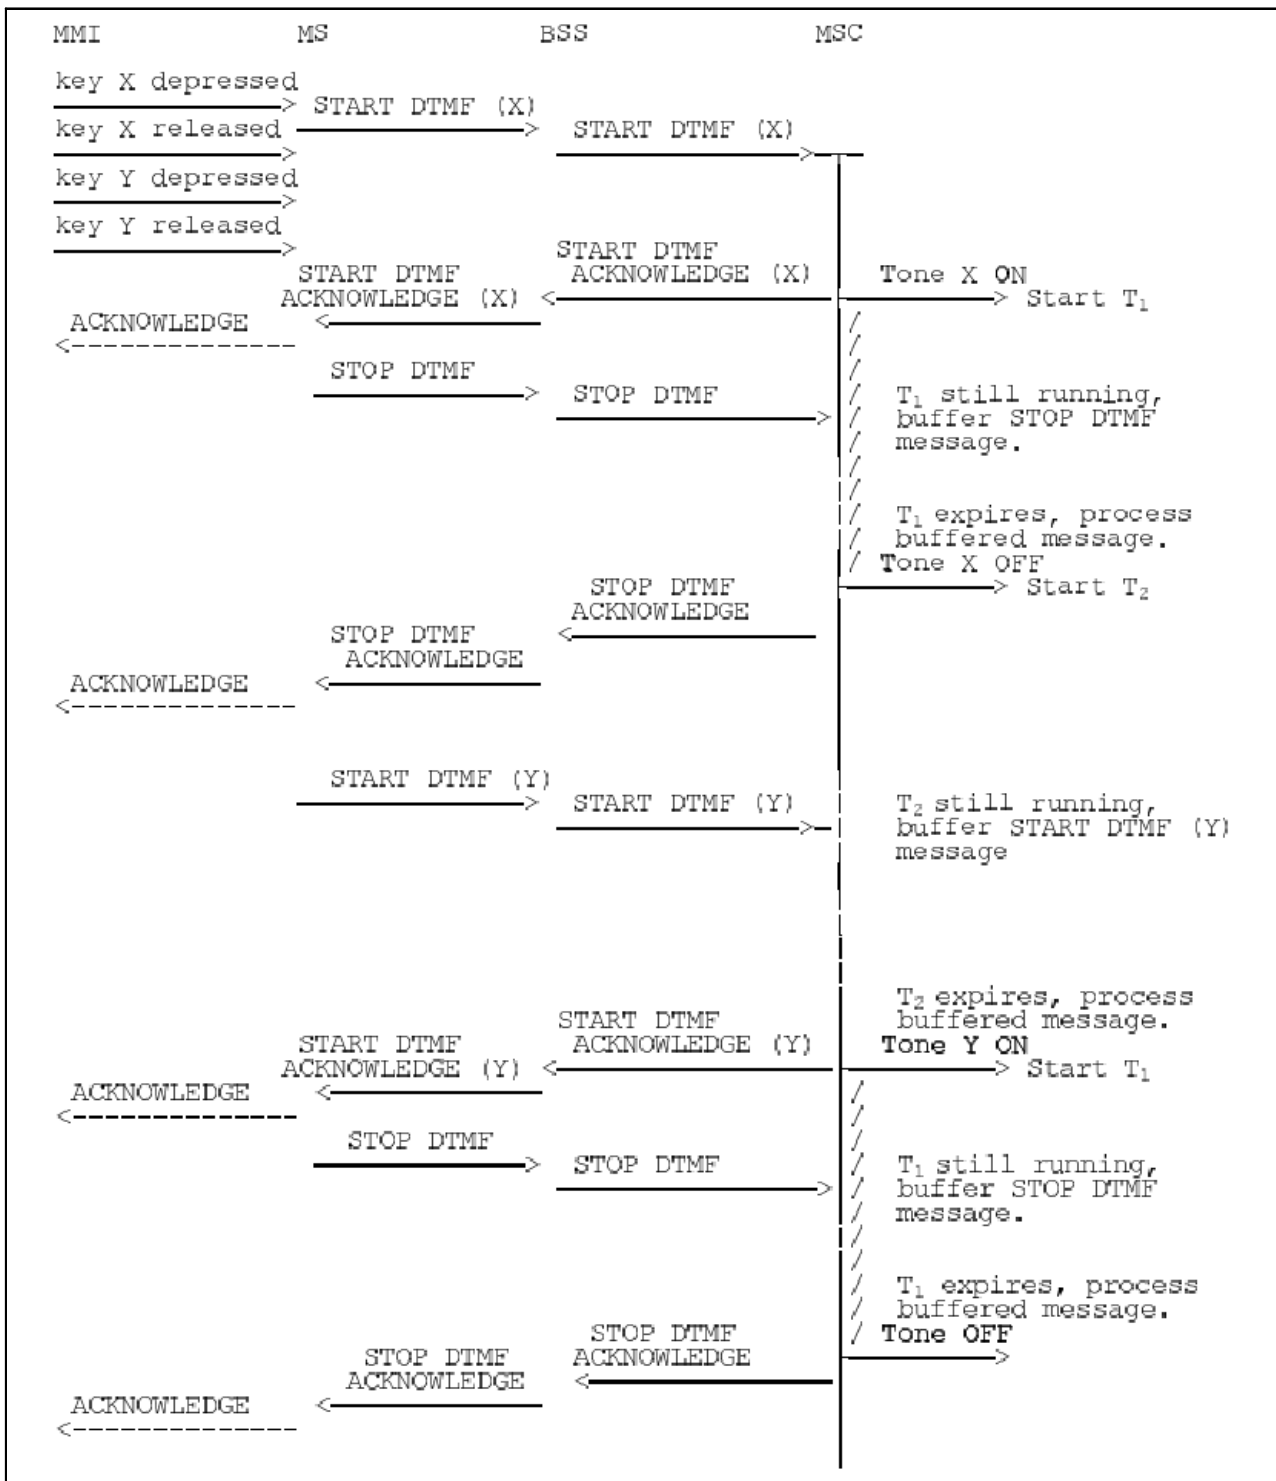 MMI MS BSS MSC
key X depressed
START DTMF (X)
key X released
START DTMF (X)
key Y depressed
key Y released
START DTMF
ACKNOWLEDGE (X)
Tone X ON
START DTMF
ACKNOWLEDGE (X)
Start T1
ACKNOWLEDGE
STOP DTMF
STOP DTMF
T1 still running,
buffer STOP DTMF
message.
T1 expires, process
buffered message.
Tone X OFF
Start T2
STOP DTMF
ACKNOWLEDGE
STOP DTMF
ACKNOWLEDGE
ACKNOWLEDGE
START DTMF (Y)
START DTMF (Y)
T2 still running,
buffer START DTMF (Y)
message
T2 expires, process
buffered message.
START DTMF
ACKNOWLEDGE (Y)
Tone Y ON
START DTMF
ACKNOWLEDGE (Y)
Start T1
ACKNOWLEDGE
STOP DTMF
STOP DTMF
T1 still running,
buffer STOP DTMF
message.
T1 expires, process
buffered message.
Tone OFF
STOP DTMF
ACKNOWLEDGE
STOP DTMF
ACKNOWLEDGE
ACKNOWLEDGE